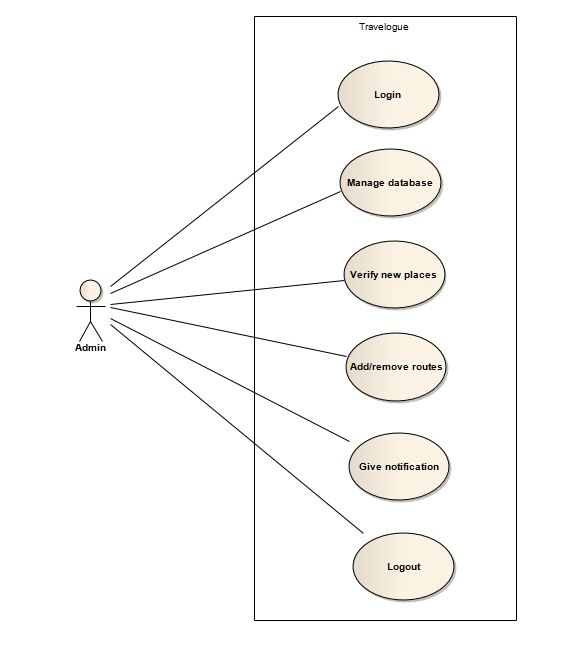 Travelogue
Login
Manage database
Verify new places
Admin
Add/remove routes
Give notification
Logout